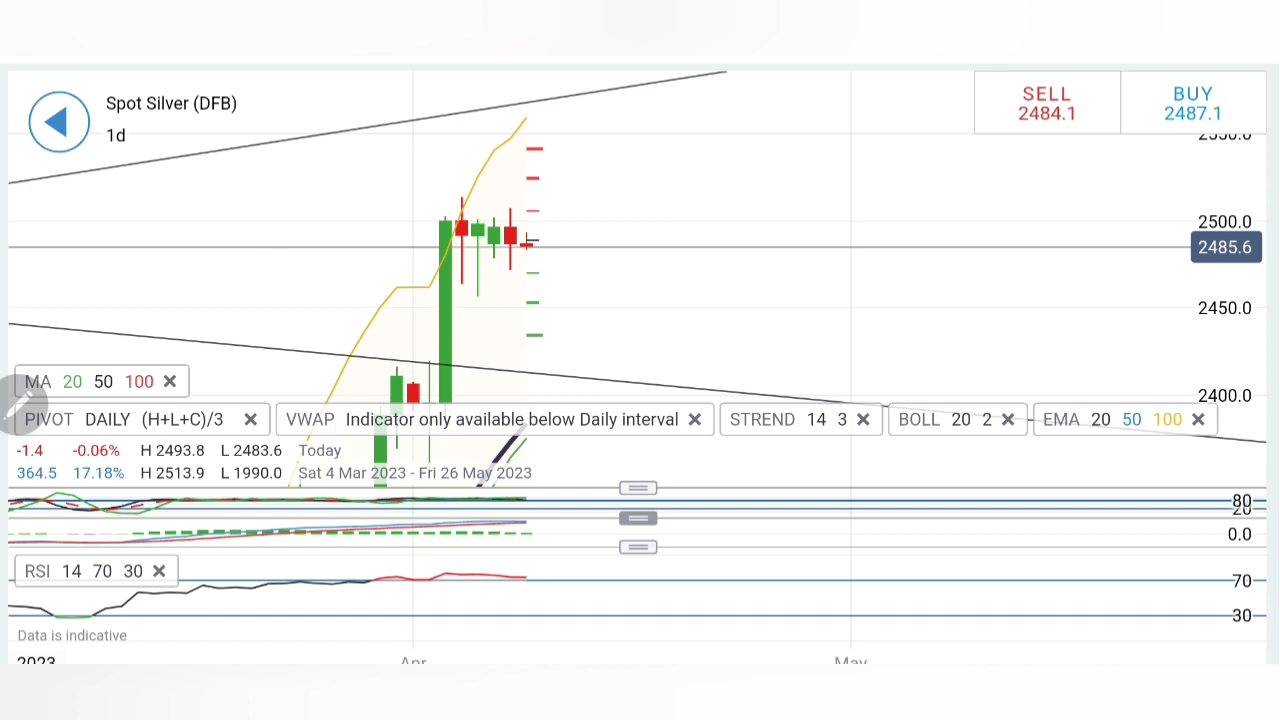 Spot Silver (DFB)
1d
SELL
2484.1
BUY
2487.1
2550.0
2500.0
2485.6
2450.0
2400.0
MA 20 50 100
PIVOT DAILY (H+L+C)/3
VWAP Indicator only available below Daily interval
STREND 14 3
BOLL 20 2
EMA 20 50 100
-1.4 -0.06% H 2493.8 L 2483.6 Today
364.5 17.18% H 2513.9 L 1990.0 Sat 4 Mar 2023 - Fri 26 May 2023
80
20
0.0
RSI 14 70 30
70
30
Data is indicative
2023 Apr May